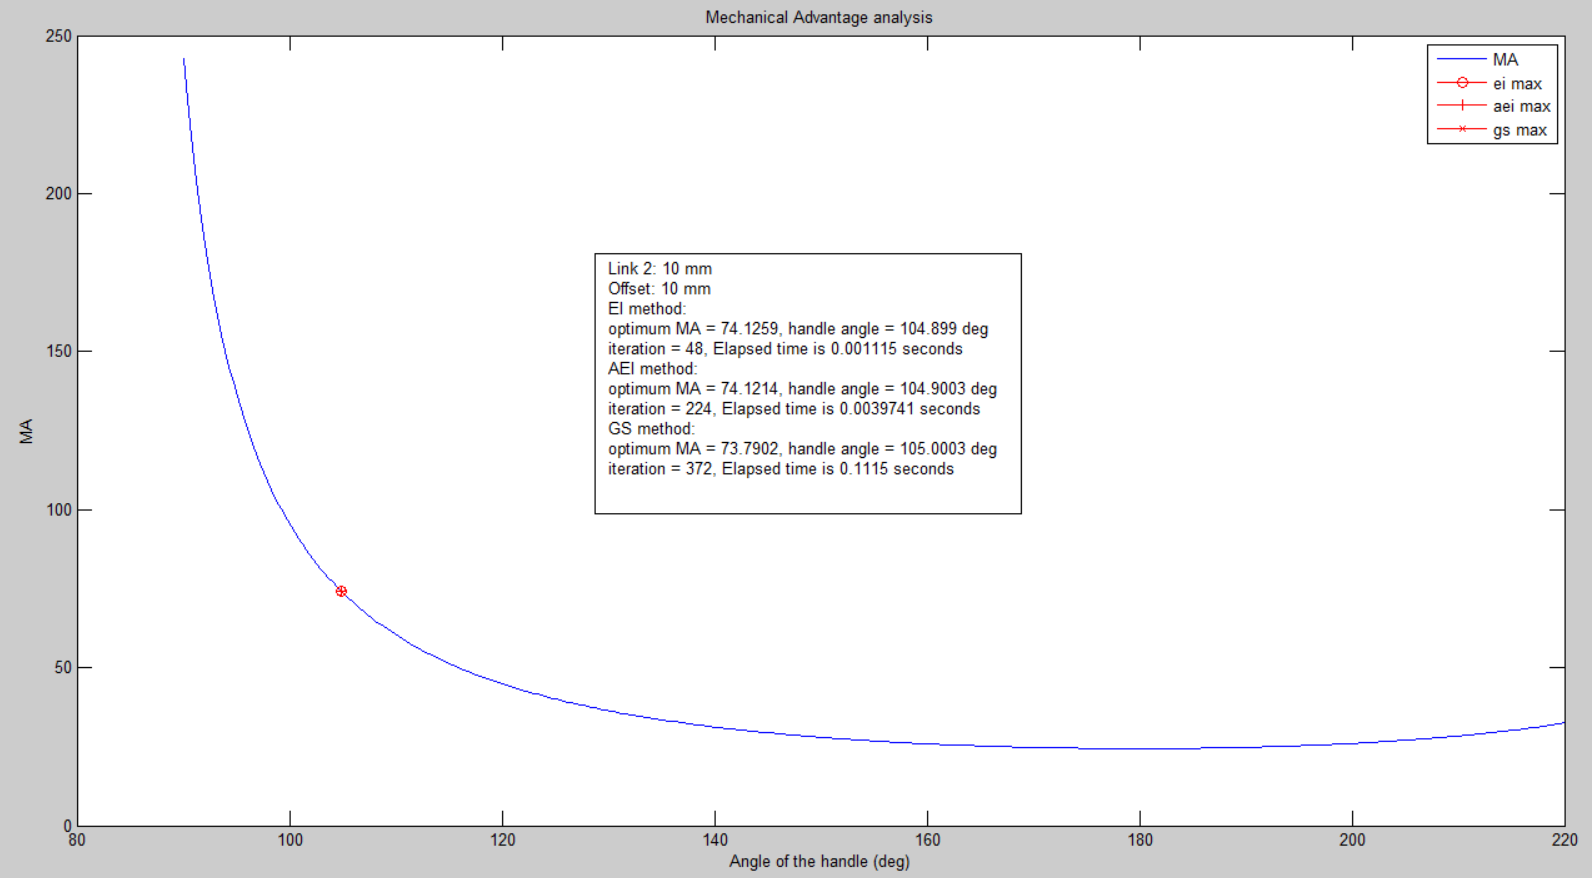 Mechanical Advantage analysis
250
200
150
100
50
0
MA
MA
ei max
aei max
gs max
Link 2: 10 mm
Offset: 10 mm
EI method:
optimum MA = 74.1259, handle angle = 104.899 deg
iteration = 48, Elapsed time is 0.001115 seconds
AEI method:
optimum MA = 74.1214, handle angle = 104.9003 deg
iteration = 224, Elapsed time is 0.0039741 seconds
GS method:
optimum MA = 73.7902, handle angle = 105.0003 deg
iteration = 372, Elapsed time is 0.1115 seconds
80 100 120 140 160 180 200 220
Angle of the handle (deg)